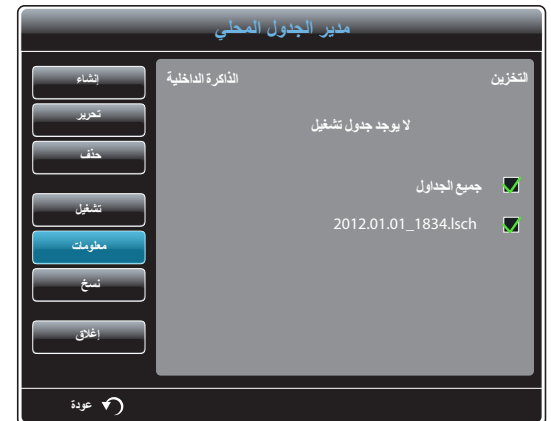 مدير الجدول المحلي
التخزين الذاكرة الداخلية
لا يوجد جدول تشغيل
جميع الجداول
2012.01.01_1834.lsch
إنشاء
تحرير
حذف
تشغيل
معلومات
نسخ
إغلاق
عودة